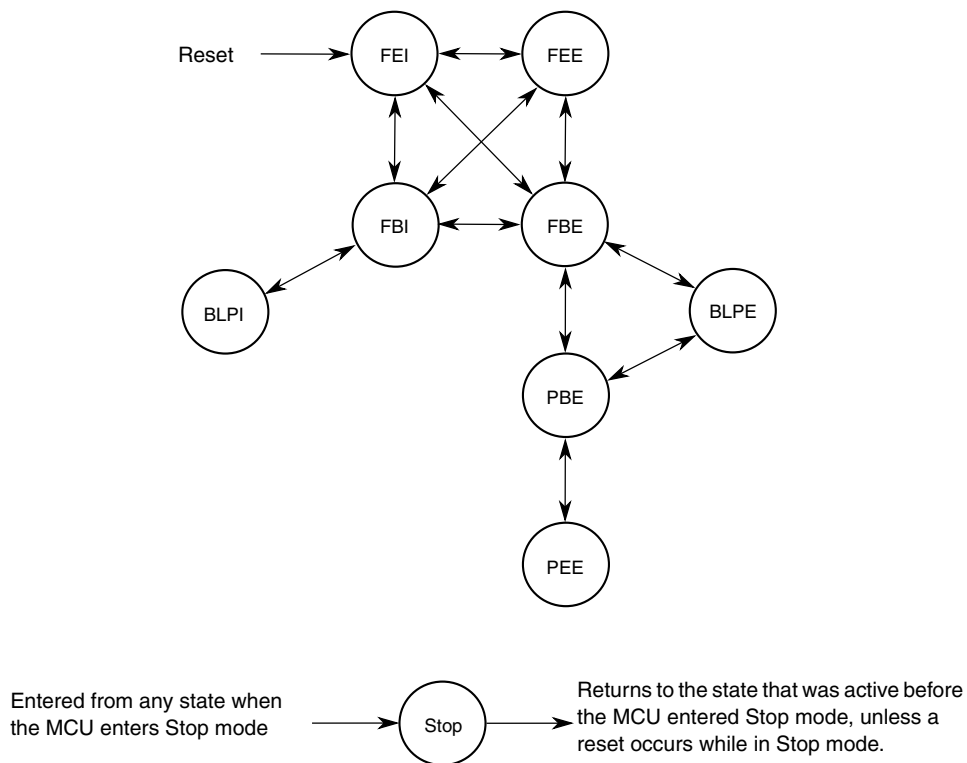 Reset
FEI
FEE
FBI
FBE
BLPI
BLPE
PBE
PEE
Entered from any state when
the MCU enters Stop mode
Stop
Returns to the state that was active before
the MCU entered Stop mode, unless a
reset occurs while in Stop mode.